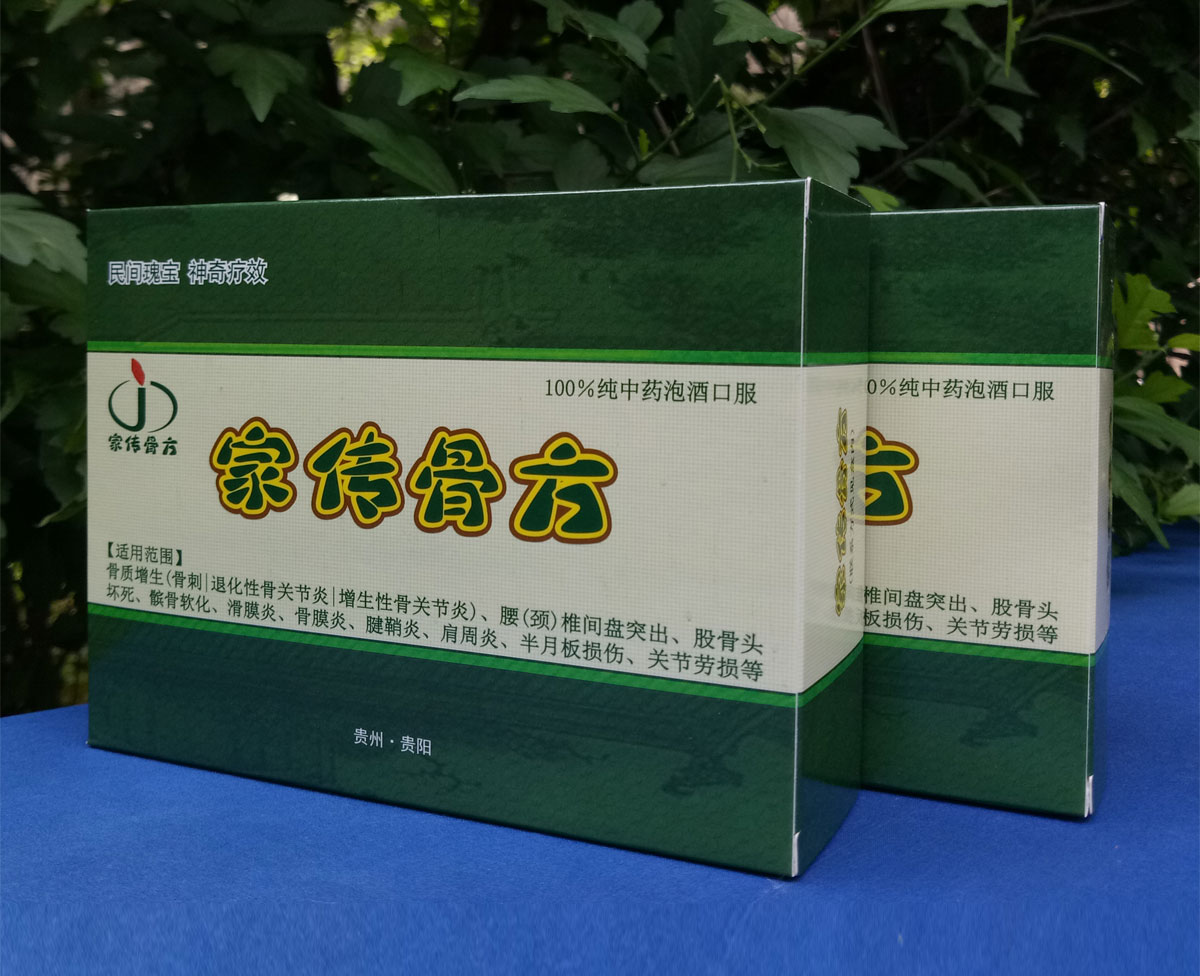 民间瑰宝 神奇疗效
家传骨方
100%纯中药泡酒口服
家传骨方
【适用范围】
骨质增生(骨刺|退化性骨关节炎|增生性骨关节炎)、腰(颈)椎间盘突出、股骨头
坏死、髌骨软化、滑膜炎、骨膜炎、腱鞘炎、肩周炎、半月板损伤、关节劳损等
贵州·贵阳
0%纯中药泡酒口服
方
椎间盘突出、股骨头
板损伤、关节劳损等